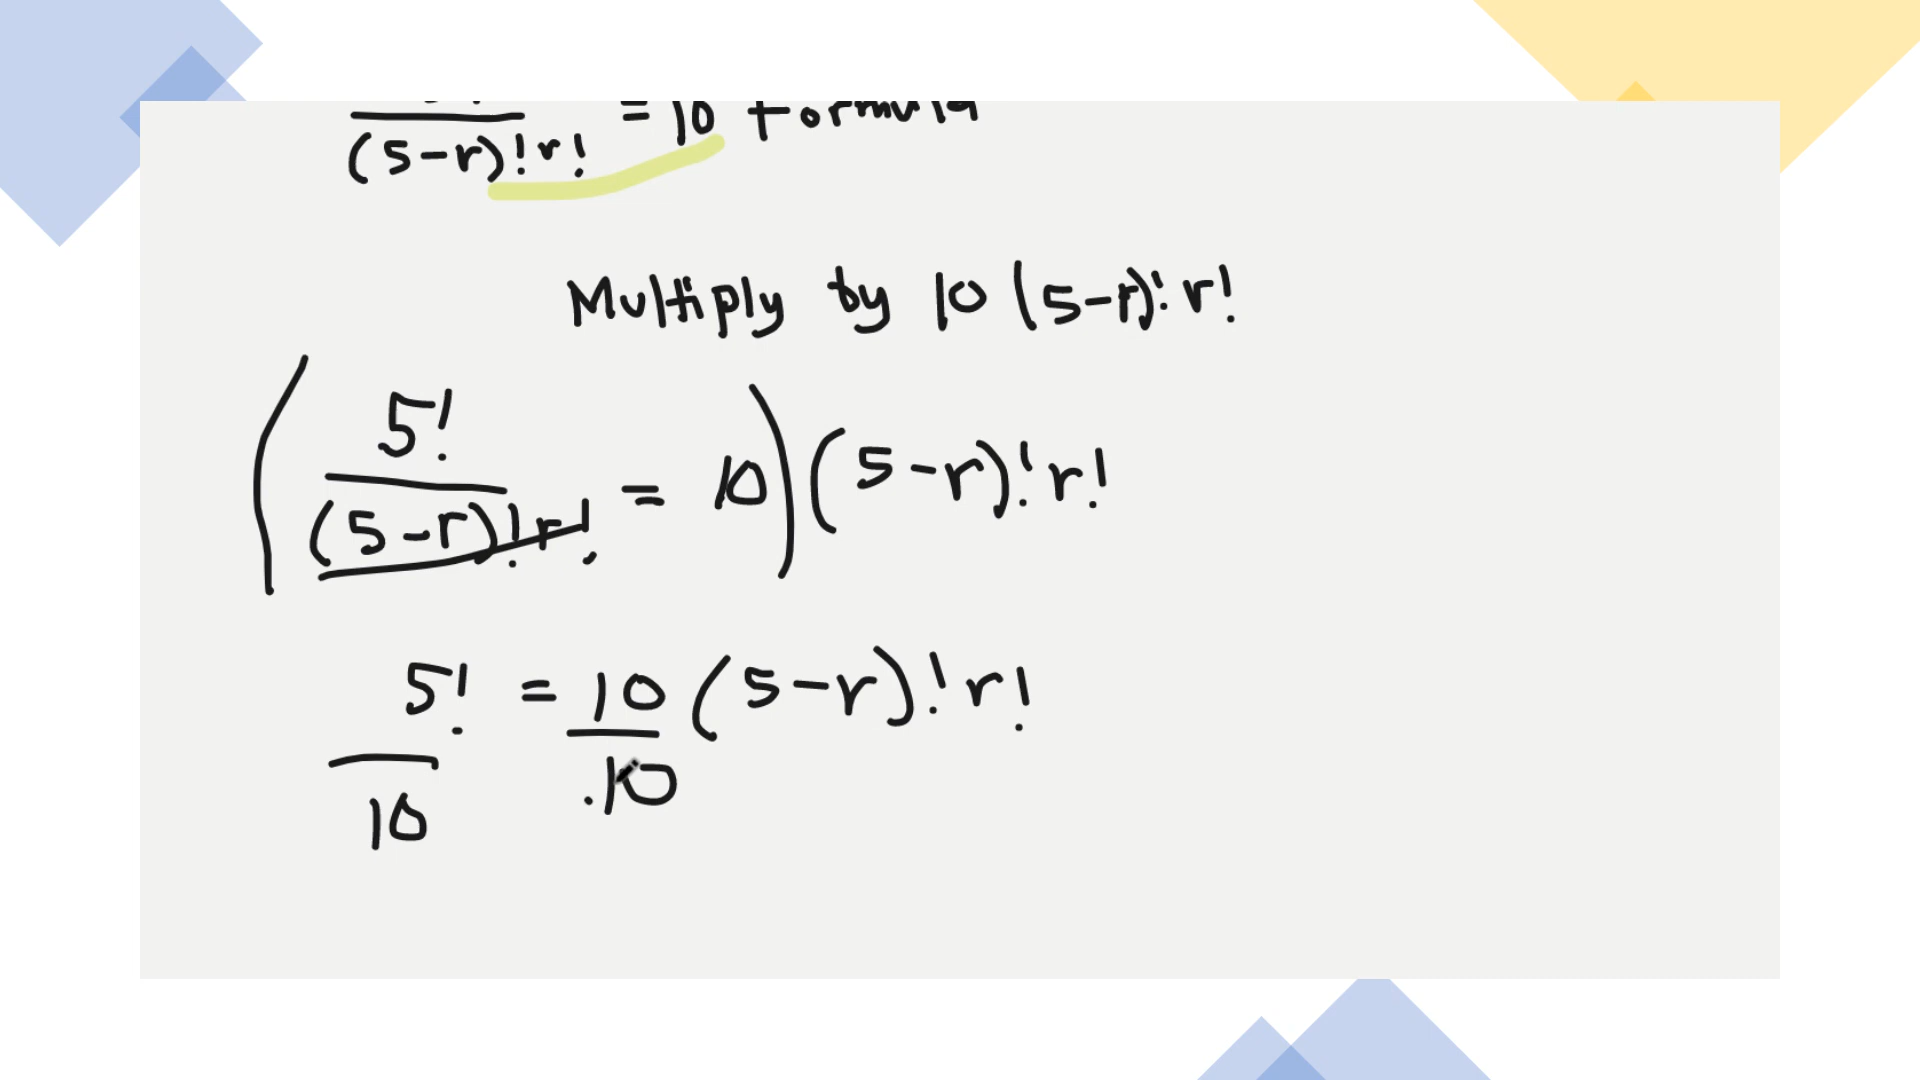 (5-r)!r! = 10 formula
Multiply by 10 (5-r)! r!
( 5! / (5-r)!r! = 10 ) (5-r)! r!
5! = 10 (5-r)! r!
10 .10